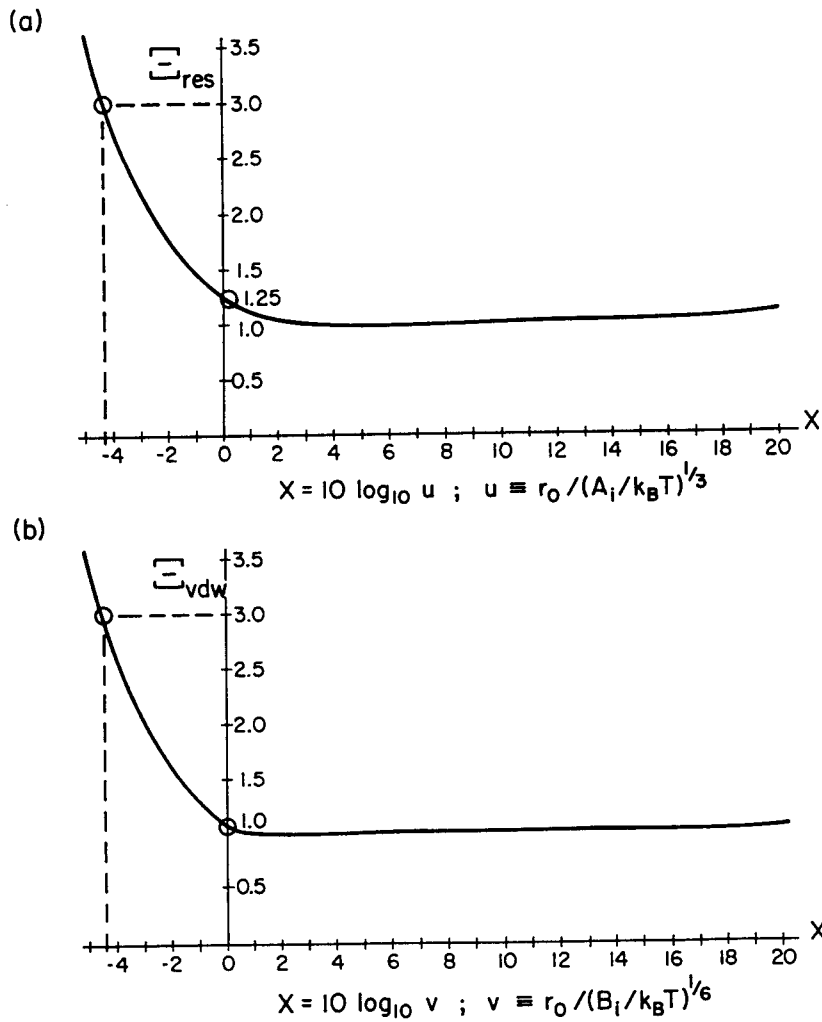 (a)
Ξres
3.5
3.0
2.5
2.0
1.5
1.25
1.0
0.5
-4 -2 0 2 4 6 8 10 12 14 16 18 20 X
X = 10 log10 u ; u ≡ r0/(Ai/kBT)^1/3
(b)
Ξvdw
3.5
3.0
2.5
2.0
1.5
1.0
0.5
-4 -2 0 2 4 6 8 10 12 14 16 18 20 X
X = 10 log10 v ; v ≡ r0/(Bi/kBT)^1/6